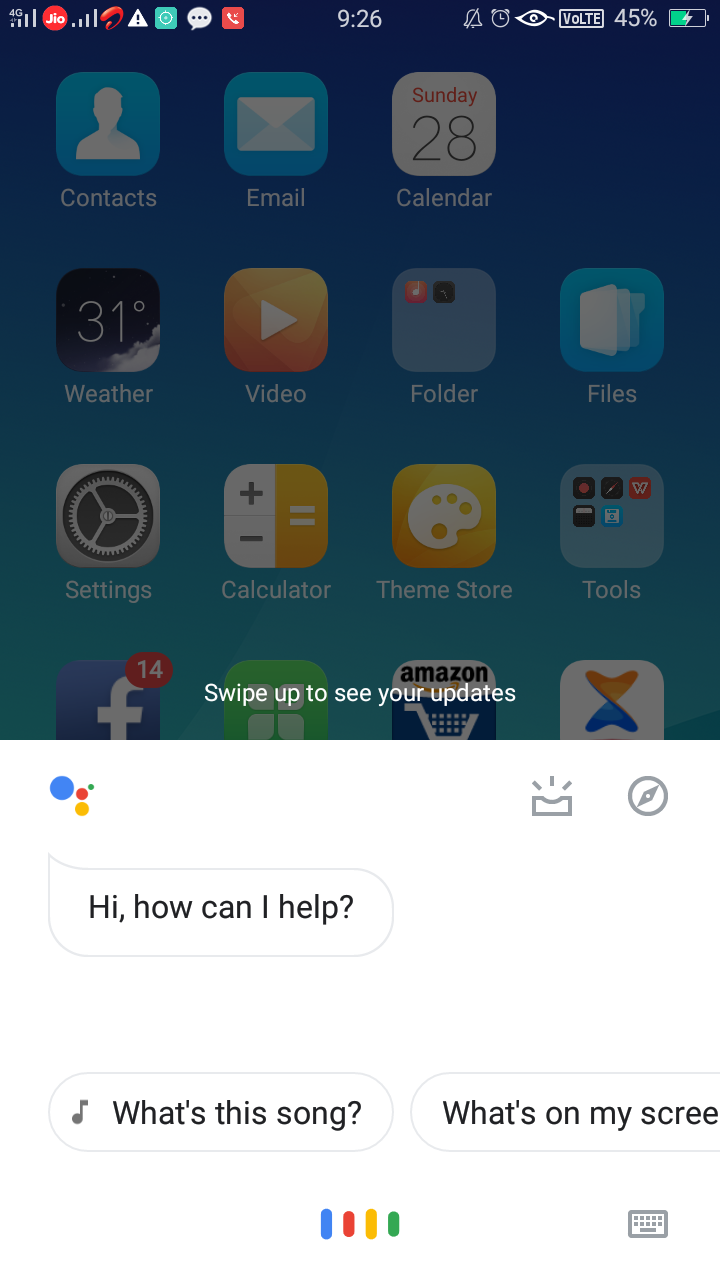 4G Jio 9:26 VoLTE 45%
Sunday
28
Contacts Email Calendar
31°
Weather Video Folder Files
Settings Calculator Theme Store Tools
14
amazon
Swipe up to see your updates
Hi, how can I help?
What's this song? What's on my scree